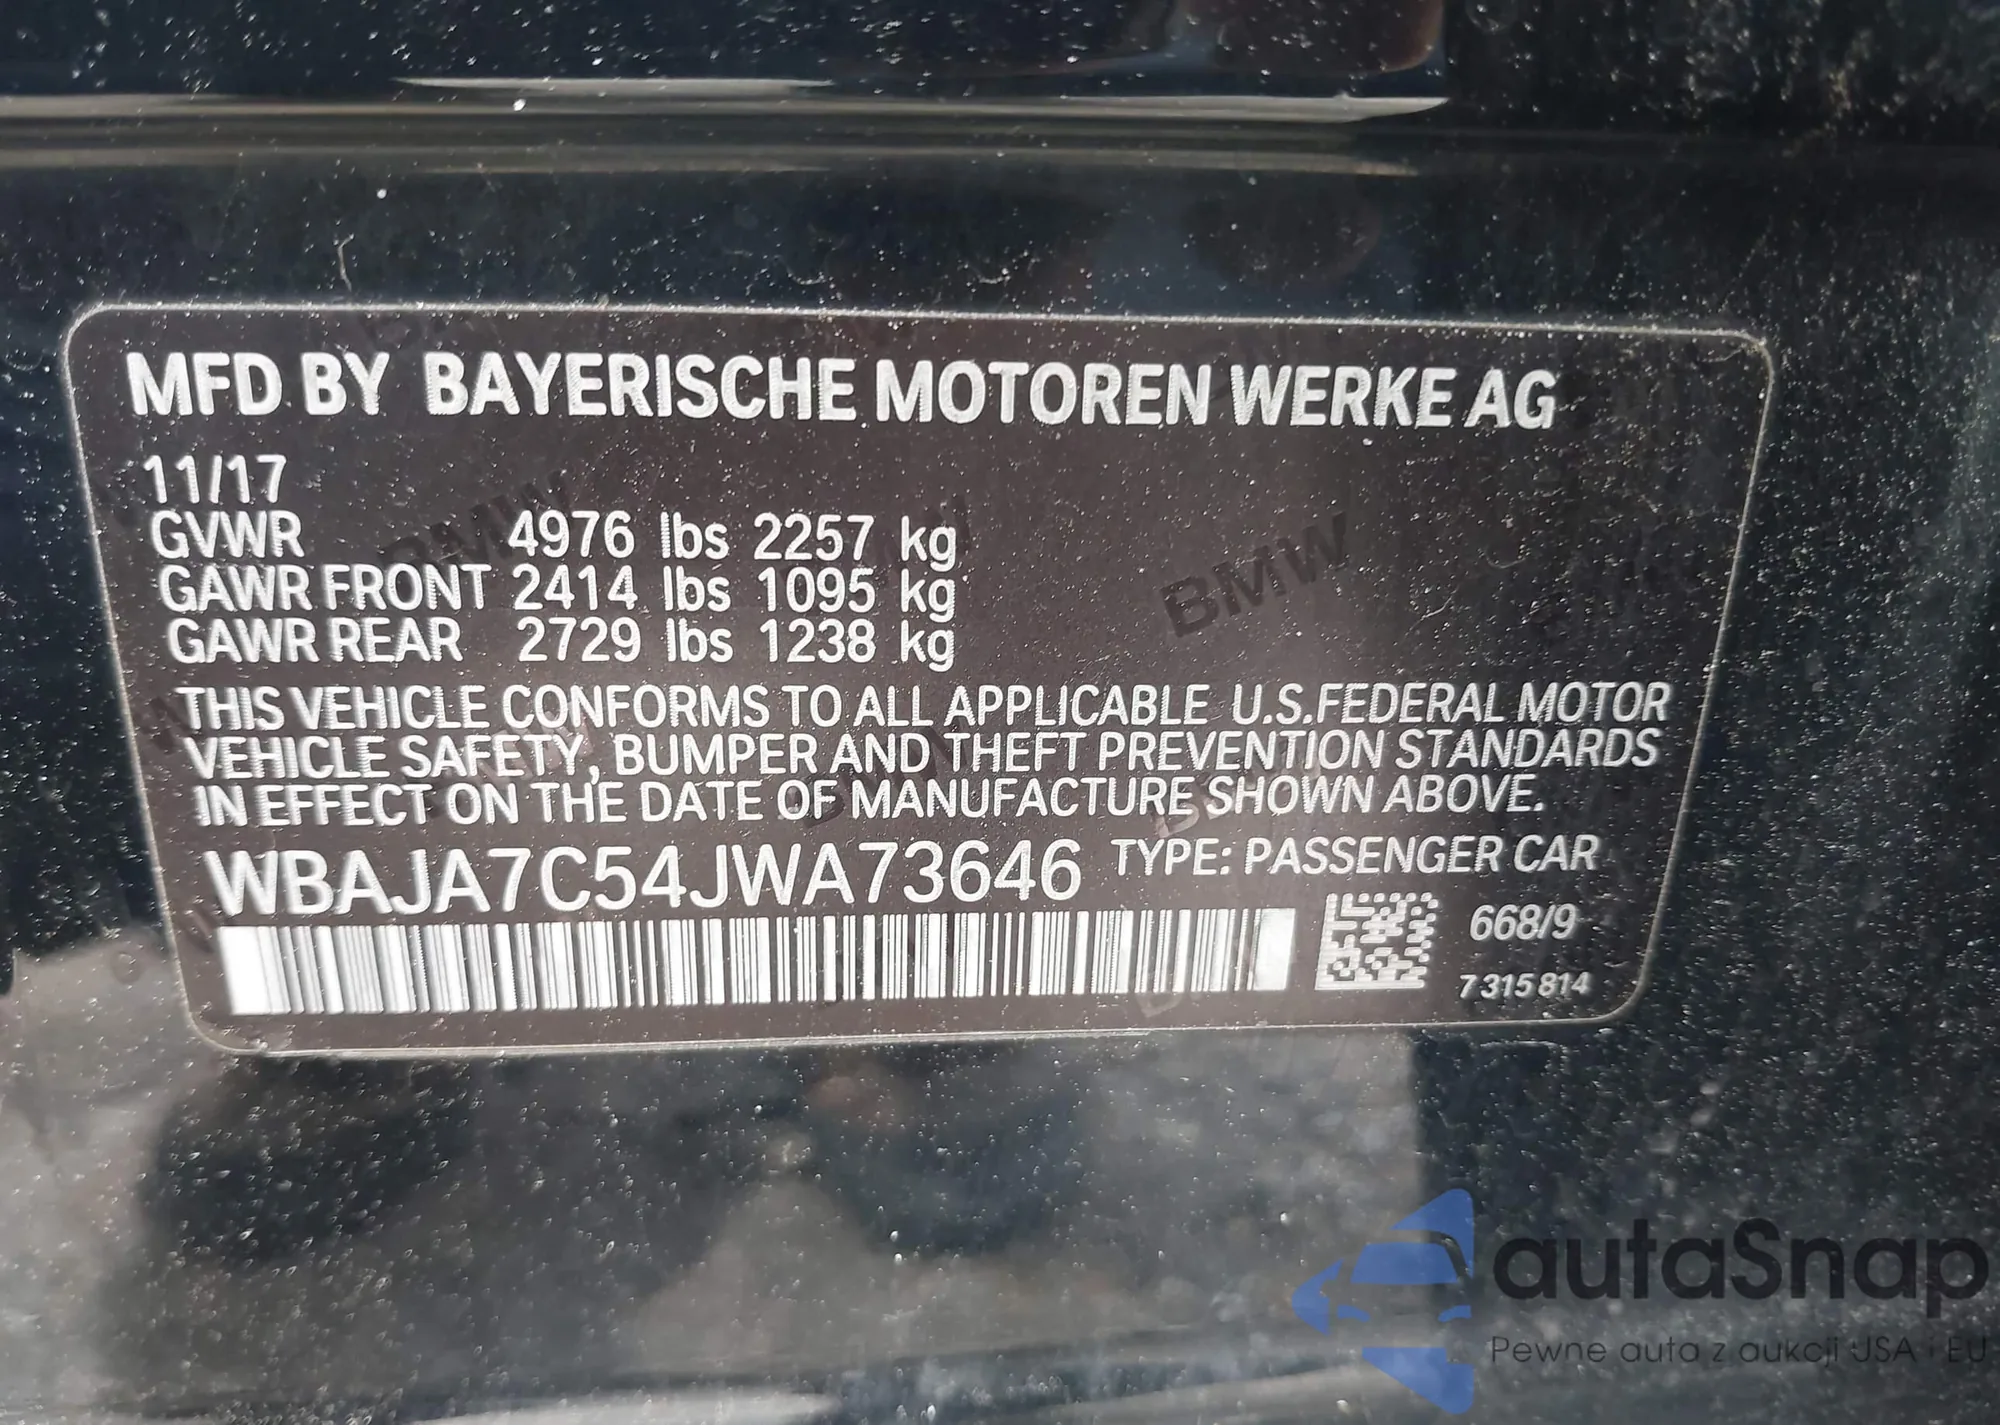 MFD BY BAYERISCHE MOTOREN WERKE AG
11/17
GVWR 4976 lbs 2257 kg
GAWR FRONT 2414 lbs 1095 kg
GAWR REAR 2729 lbs 1238 kg
THIS VEHICLE CONFORMS TO ALL APPLICABLE U.S.FEDERAL MOTOR
VEHICLE SAFETY, BUMPER AND THEFT PREVENTION STANDARDS
IN EFFECT ON THE DATE OF MANUFACTURE SHOWN ABOVE.
WBAJA7C54JWA73646 TYPE: PASSENGER CAR
668/9
7 315 814
BMW
autaSnap
Pewne auta z aukcji USA i EU